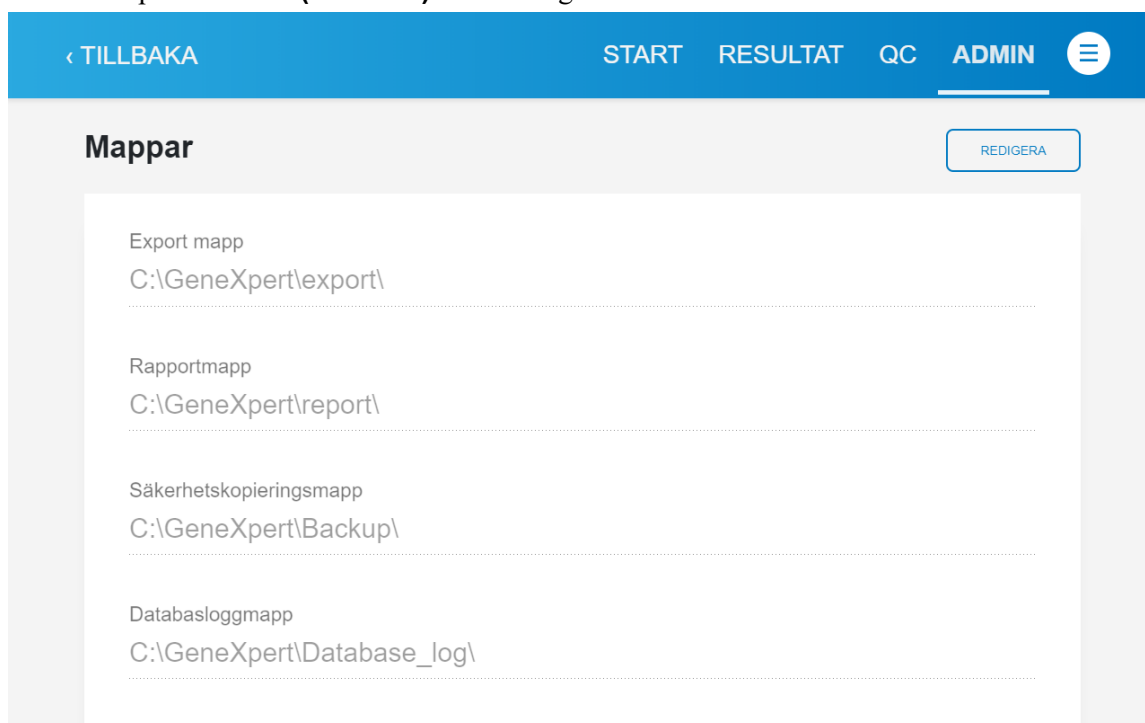 ‹ TILLBAKA START RESULTAT QC ADMIN
Mappar
REDIGERA
Export mapp
C:\GeneXpert\export\
Rapportmapp
C:\GeneXpert\report\
Säkerhetskopieringsmapp
C:\GeneXpert\Backup\
Databasloggmapp
C:\GeneXpert\Database_log\